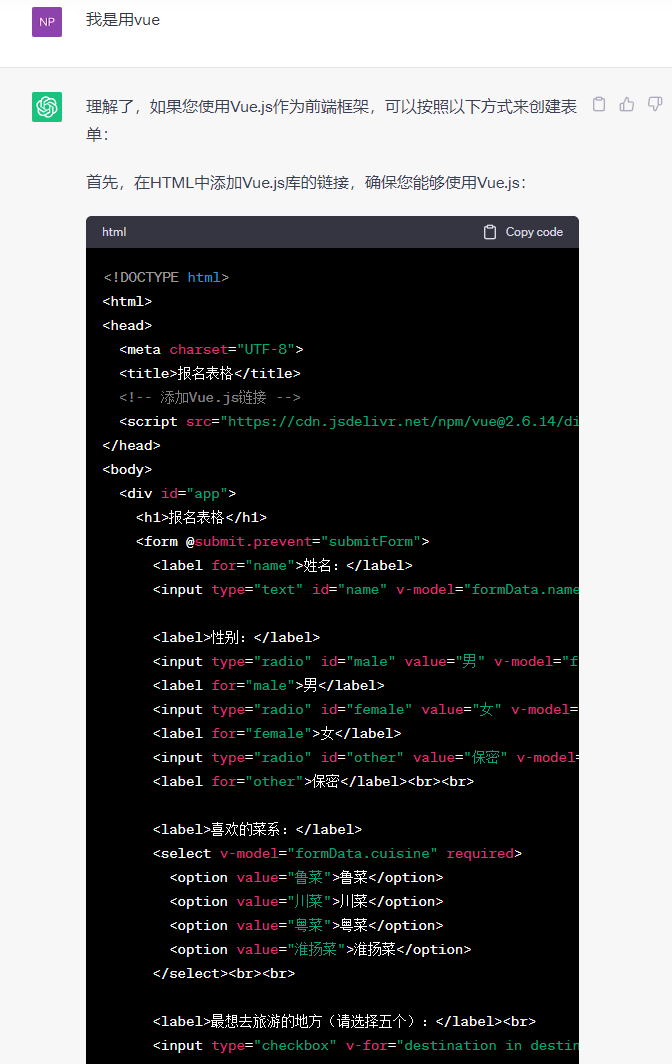 NP
我是用vue
理解了，如果您使用Vue.js作为前端框架，可以按照以下方式来创建表
单：
首先，在HTML中添加Vue.js库的链接，确保您能够使用Vue.js：
html
Copy code
<!DOCTYPE html>
<html>
<head>
  <meta charset="UTF-8">
  <title>报名表格</title>
  <!-- 添加Vue.js链接 -->
  <script src="https://cdn.jsdelivr.net/npm/vue@2.6.14/di
</head>
<body>
  <div id="app">
    <h1>报名表格</h1>
    <form @submit.prevent="submitForm">
      <label for="name">姓名：</label>
      <input type="text" id="name" v-model="formData.name
      <label>性别：</label>
      <input type="radio" id="male" value="男" v-model="f
      <label for="male">男</label>
      <input type="radio" id="female" value="女" v-model=
      <label for="female">女</label>
      <input type="radio" id="other" value="保密" v-model=
      <label for="other">保密</label><br><br>
      <label>喜欢的菜系：</label>
      <select v-model="formData.cuisine" required>
        <option value="鲁菜">鲁菜</option>
        <option value="川菜">川菜</option>
        <option value="粤菜">粤菜</option>
        <option value="淮扬菜">淮扬菜</option>
      </select><br><br>
      <label>最想去旅游的地方（请选择五个）：</label><br>
      <input type="checkbox" v-for="destination in destin